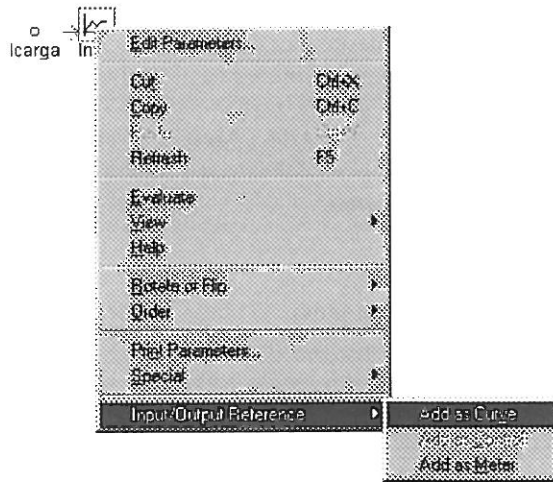 Icarga In
Edit Parameters...
Cut Ctrl+X
Copy Ctrl+C
Refresh F5
Evaluate
View
Help
Rotate or Flip
Order
Print Parameters...
Special
Input/Output Reference Add as Curve
Add as Meter